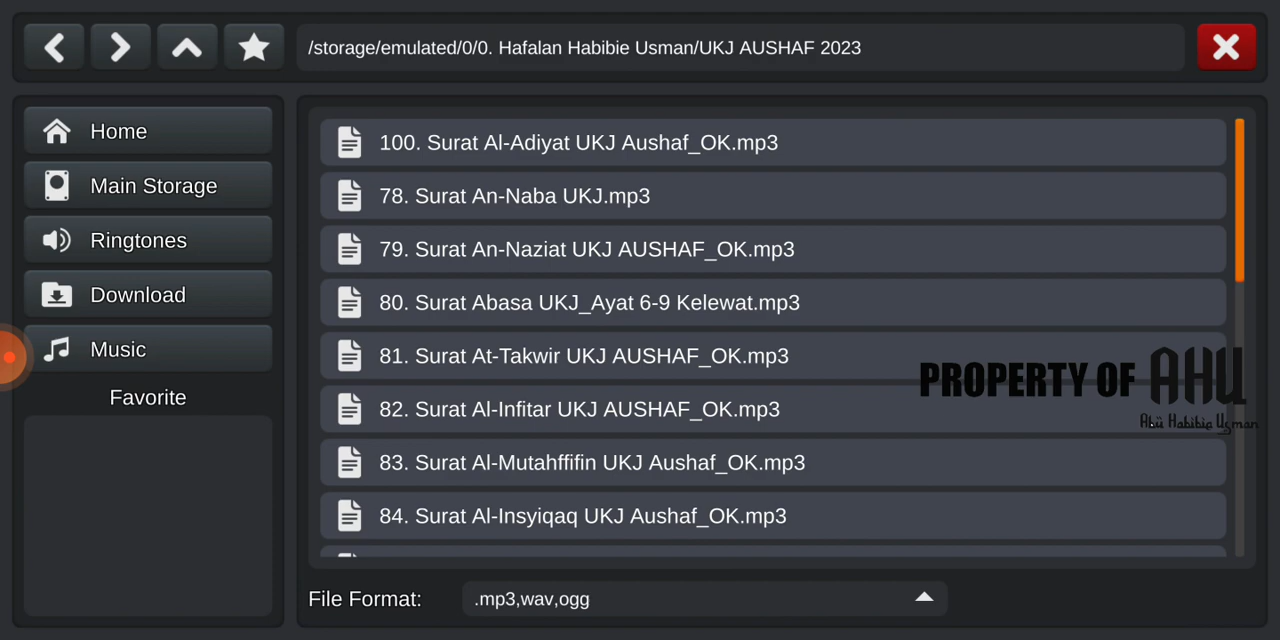 /storage/emulated/0/0. Hafalan Habibie Usman/UKJ AUSHAF 2023
Home
Main Storage
Ringtones
Download
Music
Favorite
100. Surat Al-Adiyat UKJ Aushaf_OK.mp3
78. Surat An-Naba UKJ.mp3
79. Surat An-Naziat UKJ AUSHAF_OK.mp3
80. Surat Abasa UKJ_Ayat 6-9 Kelewat.mp3
81. Surat At-Takwir UKJ AUSHAF_OK.mp3
82. Surat Al-Infitar UKJ AUSHAF_OK.mp3
83. Surat Al-Mutahffifin UKJ Aushaf_OK.mp3
84. Surat Al-Insyiqaq UKJ Aushaf_OK.mp3
PROPERTY OF AHU
Abu Habibie Usman
File Format:
.mp3,wav,ogg